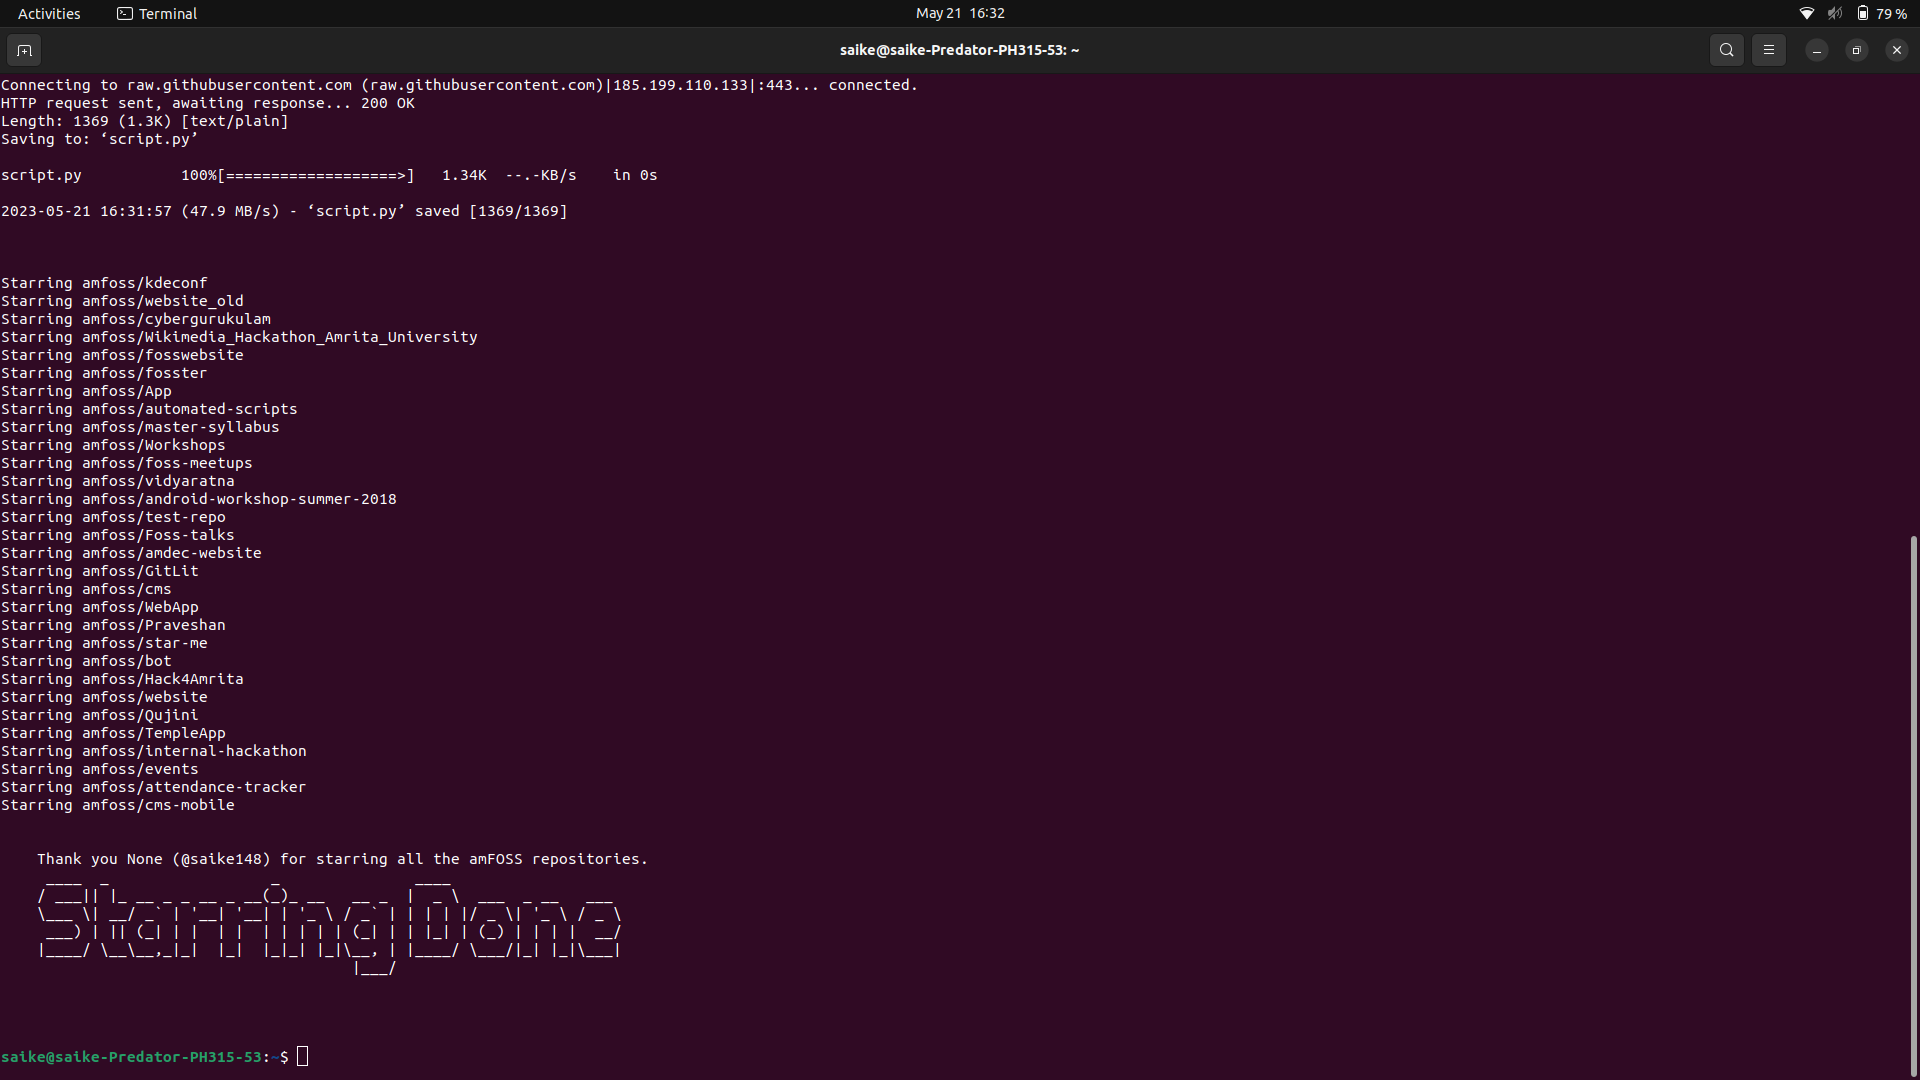 Activities Terminal May 21 16:32 79 %
saike@saike-Predator-PH315-53: ~
Connecting to raw.githubusercontent.com (raw.githubusercontent.com)|185.199.110.133|:443... connected.
HTTP request sent, awaiting response... 200 OK
Length: 1369 (1.3K) [text/plain]
Saving to: ‘script.py’
script.py 100%[===================>] 1.34K --.-KB/s in 0s
2023-05-21 16:31:57 (47.9 MB/s) - ‘script.py’ saved [1369/1369]
Starring amfoss/kdeconf
Starring amfoss/website_old
Starring amfoss/cybergurukulam
Starring amfoss/Wikimedia_Hackathon_Amrita_University
Starring amfoss/fosswebsite
Starring amfoss/fosster
Starring amfoss/App
Starring amfoss/automated-scripts
Starring amfoss/master-syllabus
Starring amfoss/Workshops
Starring amfoss/foss-meetups
Starring amfoss/vidyaratna
Starring amfoss/android-workshop-summer-2018
Starring amfoss/test-repo
Starring amfoss/Foss-talks
Starring amfoss/amdec-website
Starring amfoss/GitLit
Starring amfoss/cms
Starring amfoss/WebApp
Starring amfoss/Praveshan
Starring amfoss/star-me
Starring amfoss/bot
Starring amfoss/Hack4Amrita
Starring amfoss/website
Starring amfoss/Qujini
Starring amfoss/TempleApp
Starring amfoss/internal-hackathon
Starring amfoss/events
Starring amfoss/attendance-tracker
Starring amfoss/cms-mobile
Thank you None (@saike148) for starring all the amFOSS repositories.
StarringDone
saike@saike-Predator-PH315-53:~$